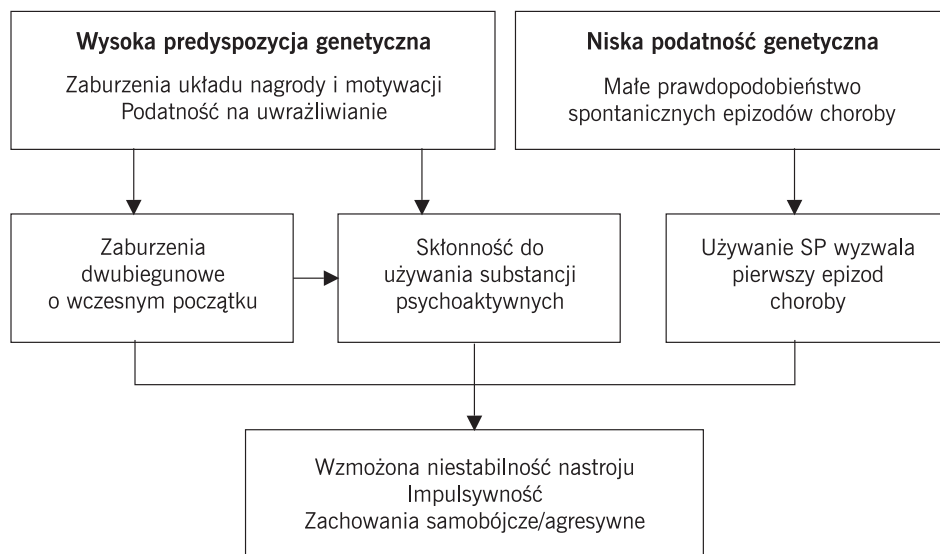 Wysoka predyspozycja genetyczna
Zaburzenia układu nagrody i motywacji
Podatność na uwrażliwianie
Niska podatność genetyczna
Małe prawdopodobieństwo
spontanicznych epizodów choroby
Zaburzenia
dwubiegunowe
o wczesnym początku
Skłonność do
używania substancji
psychoaktywnych
Używanie SP wyzwala
pierwszy epizod
choroby
Wzmożona niestabilność nastroju
Impulsywność
Zachowania samobójcze/agresywne